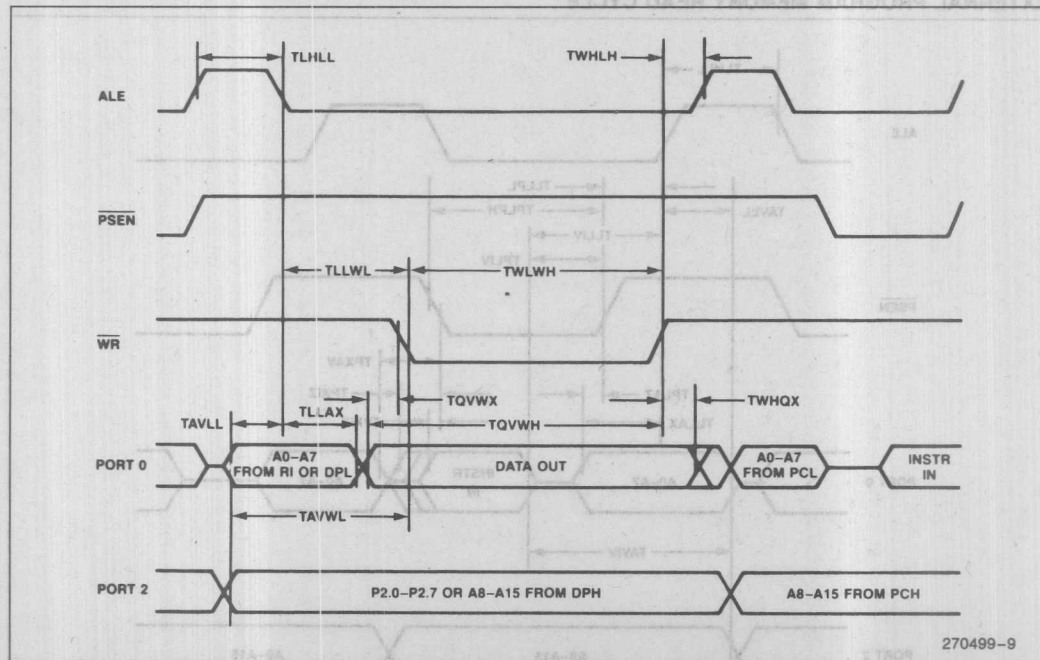 TLHLL
TWHLH
ALE
PSEN
TLLWL
TWLWH
WR
TQVWX
TWHQX
TAVLL
TLLAX
TQVWH
PORT 0
A0–A7
FROM RI OR DPL
DATA OUT
A0–A7
FROM PCL
INSTR
IN
TAVWL
PORT 2
P2.0–P2.7 OR A8–A15 FROM DPH
A8–A15 FROM PCH
270499–9